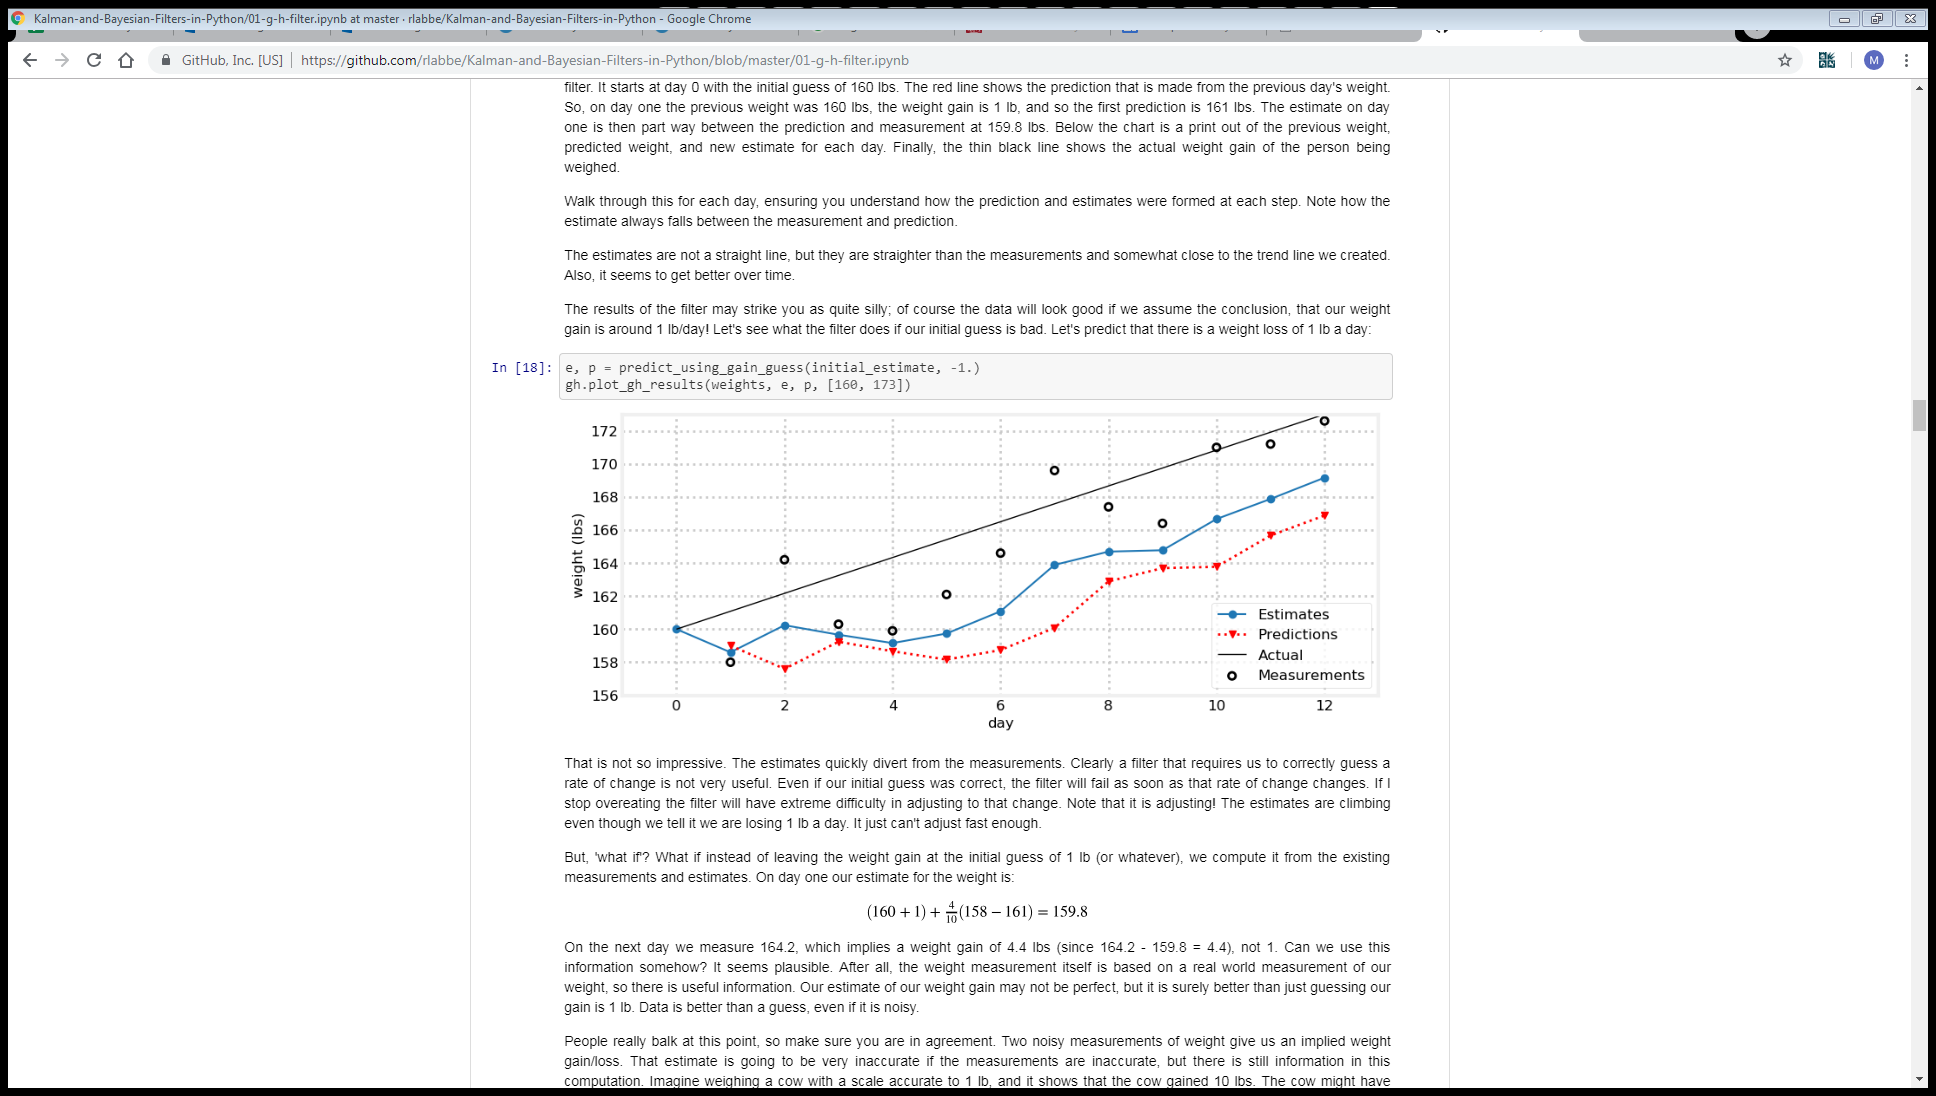 Kalman-and-Bayesian-Filters-in-Python/01-g-h-filter.ipynb at master · rlabbe/Kalman-and-Bayesian-Filters-in-Python - Google Chrome
GitHub, Inc. [US] | https://github.com/rlabbe/Kalman-and-Bayesian-Filters-in-Python/blob/master/01-g-h-filter.ipynb
M
filter. It starts at day 0 with the initial guess of 160 lbs. The red line shows the prediction that is made from the previous day's weight.
So, on day one the previous weight was 160 lbs, the weight gain is 1 lb, and so the first prediction is 161 lbs. The estimate on day
one is then part way between the prediction and measurement at 159.8 lbs. Below the chart is a print out of the previous weight,
predicted weight, and new estimate for each day. Finally, the thin black line shows the actual weight gain of the person being
weighed.
Walk through this for each day, ensuring you understand how the prediction and estimates were formed at each step. Note how the
estimate always falls between the measurement and prediction.
The estimates are not a straight line, but they are straighter than the measurements and somewhat close to the trend line we created.
Also, it seems to get better over time.
The results of the filter may strike you as quite silly; of course the data will look good if we assume the conclusion, that our weight
gain is around 1 lb/day! Let's see what the filter does if our initial guess is bad. Let's predict that there is a weight loss of 1 lb a day:
In [18]: e, p = predict_using_gain_guess(initial_estimate, -1.)
gh.plot_gh_results(weights, e, p, [160, 173])
172
170
168
166
164
162
160
158
156
weight (lbs)
Estimates
Predictions
Actual
Measurements
0 2 4 6 8 10 12
day
That is not so impressive. The estimates quickly divert from the measurements. Clearly a filter that requires us to correctly guess a
rate of change is not very useful. Even if our initial guess was correct, the filter will fail as soon as that rate of change changes. If I
stop overeating the filter will have extreme difficulty in adjusting to that change. Note that it is adjusting! The estimates are climbing
even though we tell it we are losing 1 lb a day. It just can't adjust fast enough.
But, 'what if'? What if instead of leaving the weight gain at the initial guess of 1 lb (or whatever), we compute it from the existing
measurements and estimates. On day one our estimate for the weight is:
(160 + 1) + 4/10 (158 − 161) = 159.8
On the next day we measure 164.2, which implies a weight gain of 4.4 lbs (since 164.2 - 159.8 = 4.4), not 1. Can we use this
information somehow? It seems plausible. After all, the weight measurement itself is based on a real world measurement of our
weight, so there is useful information. Our estimate of our weight gain may not be perfect, but it is surely better than just guessing our
gain is 1 lb. Data is better than a guess, even if it is noisy.
People really balk at this point, so make sure you are in agreement. Two noisy measurements of weight give us an implied weight
gain/loss. That estimate is going to be very inaccurate if the measurements are inaccurate, but there is still information in this
computation. Imagine weighing a cow with a scale accurate to 1 lb, and it shows that the cow gained 10 lbs. The cow might have